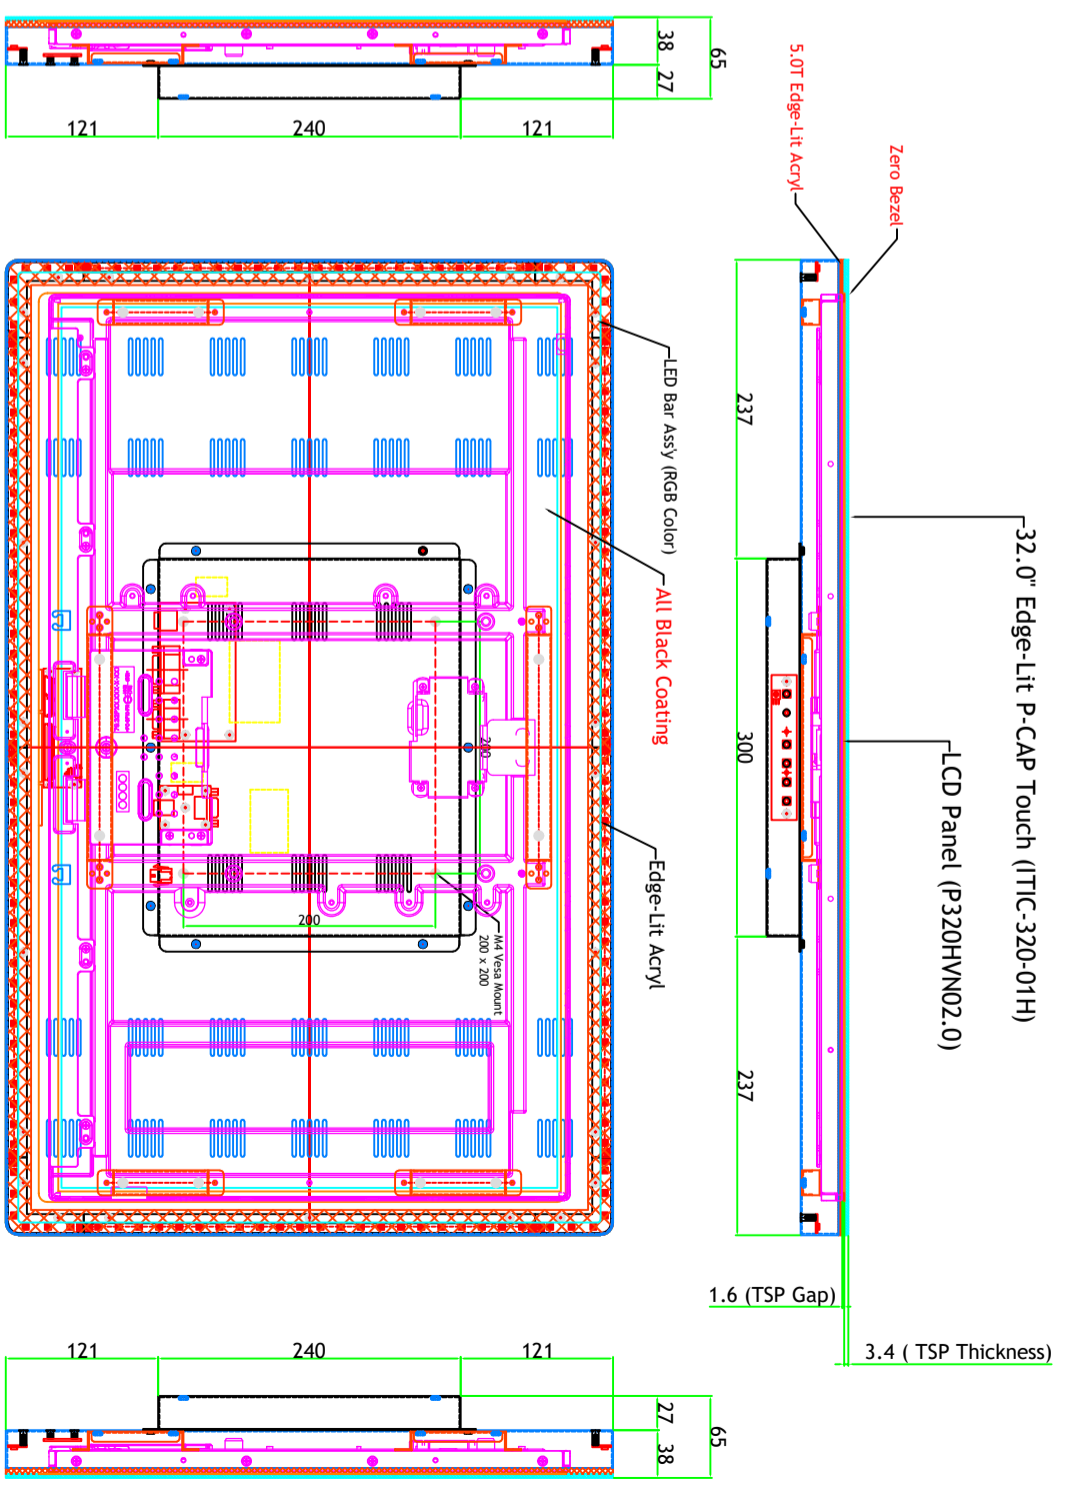 38
65
27
121
240
121
5.0T Edge-Lit Acryl
Zero Bezel
32.0" Edge-Lit P-CAP Touch (ITIC-320-01H)
LCD Panel (P320HVN02.0)
LED Bar Ass'y (RGB Color)
All Black Coating
Edge-Lit Acryl
M4 Vesa Mount
200 x 200
200
200
237
300
237
1.6 (TSP Gap)
3.4 ( TSP Thickness)
121
240
121
27
65
38